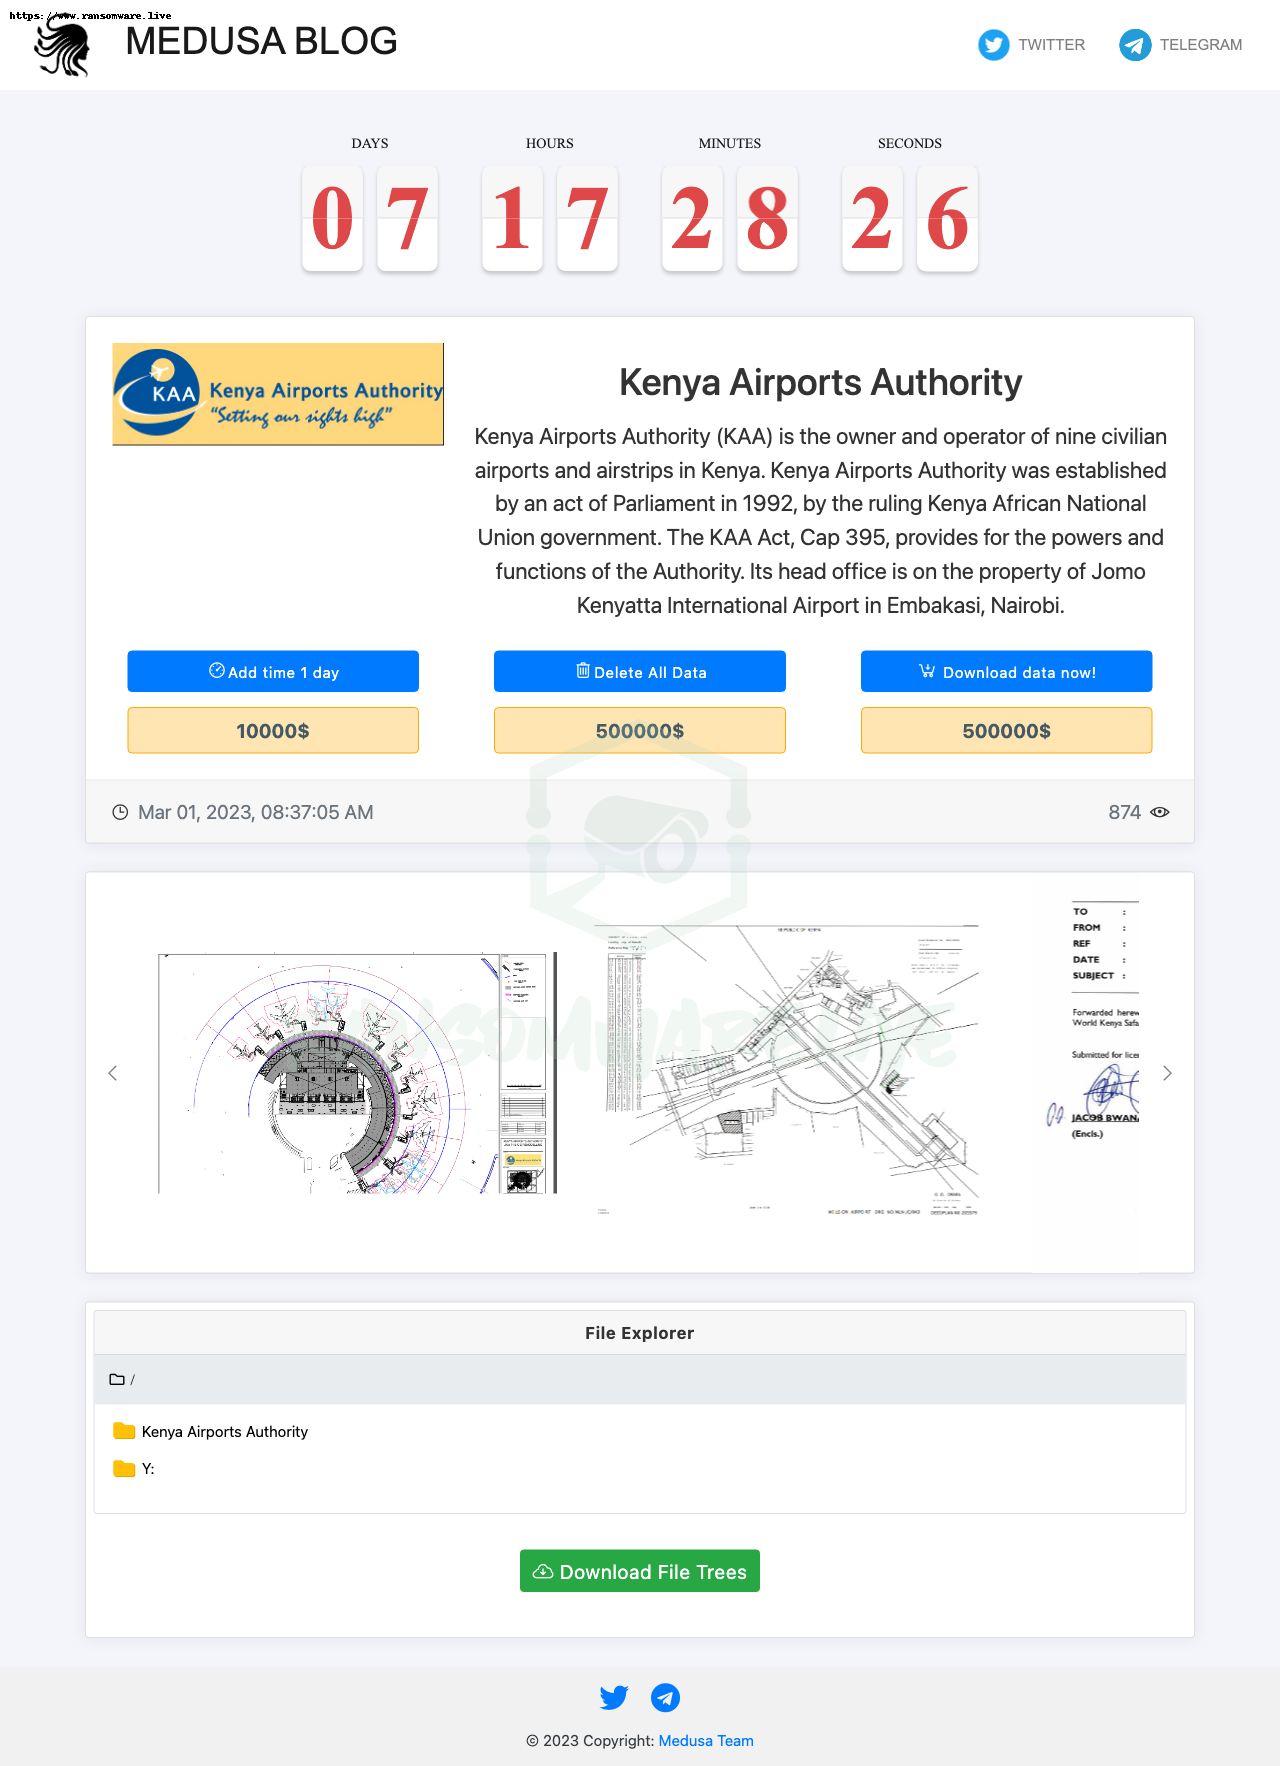 https://www.ransomware.live
MEDUSA BLOG
TWITTER
TELEGRAM
DAYS
HOURS
MINUTES
SECONDS
07 17 28 26
KAA
Kenya Airports Authority
"Setting our sights high"
Kenya Airports Authority
Kenya Airports Authority (KAA) is the owner and operator of nine civilian
airports and airstrips in Kenya. Kenya Airports Authority was established
by an act of Parliament in 1992, by the ruling Kenya African National
Union government. The KAA Act, Cap 395, provides for the powers and
functions of the Authority. Its head office is on the property of Jomo
Kenyatta International Airport in Embakasi, Nairobi.
Add time 1 day
Delete All Data
Download data now!
10000$
500000$
500000$
Mar 01, 2023, 08:37:05 AM
874
REPUBLIC OF KENYA
TO :
FROM :
REF :
DATE :
SUBJECT :
Forwarded herew
World Kenya Safa
Submitted for licen
JACOB BWAN
(Encls.)
File Explorer
/
Kenya Airports Authority
Y:
Download File Trees
© 2023 Copyright: Medusa Team